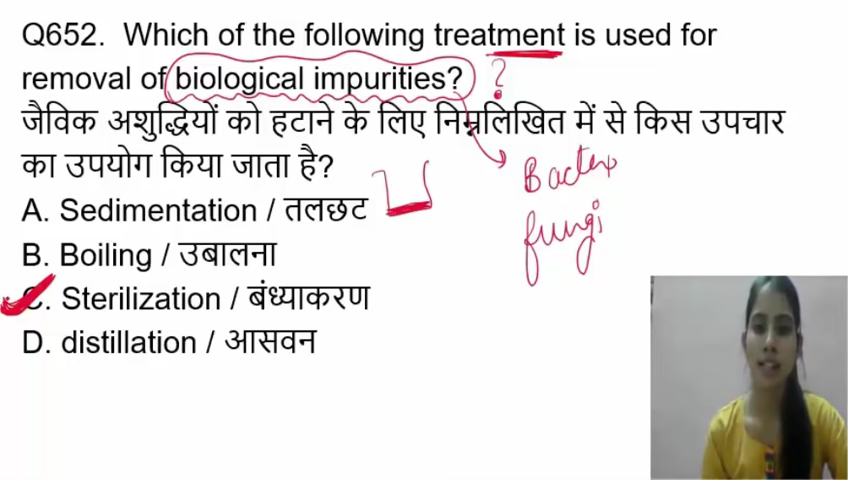 Q652. Which of the following treatment is used for
removal of biological impurities? ?
जैविक अशुद्धियों को हटाने के लिए निम्नलिखित में से किस उपचार
का उपयोग किया जाता है?
Bacter
fungi
A. Sedimentation / तलछट
B. Boiling / उबालना
C. Sterilization / बंध्याकरण
D. distillation / आसवन